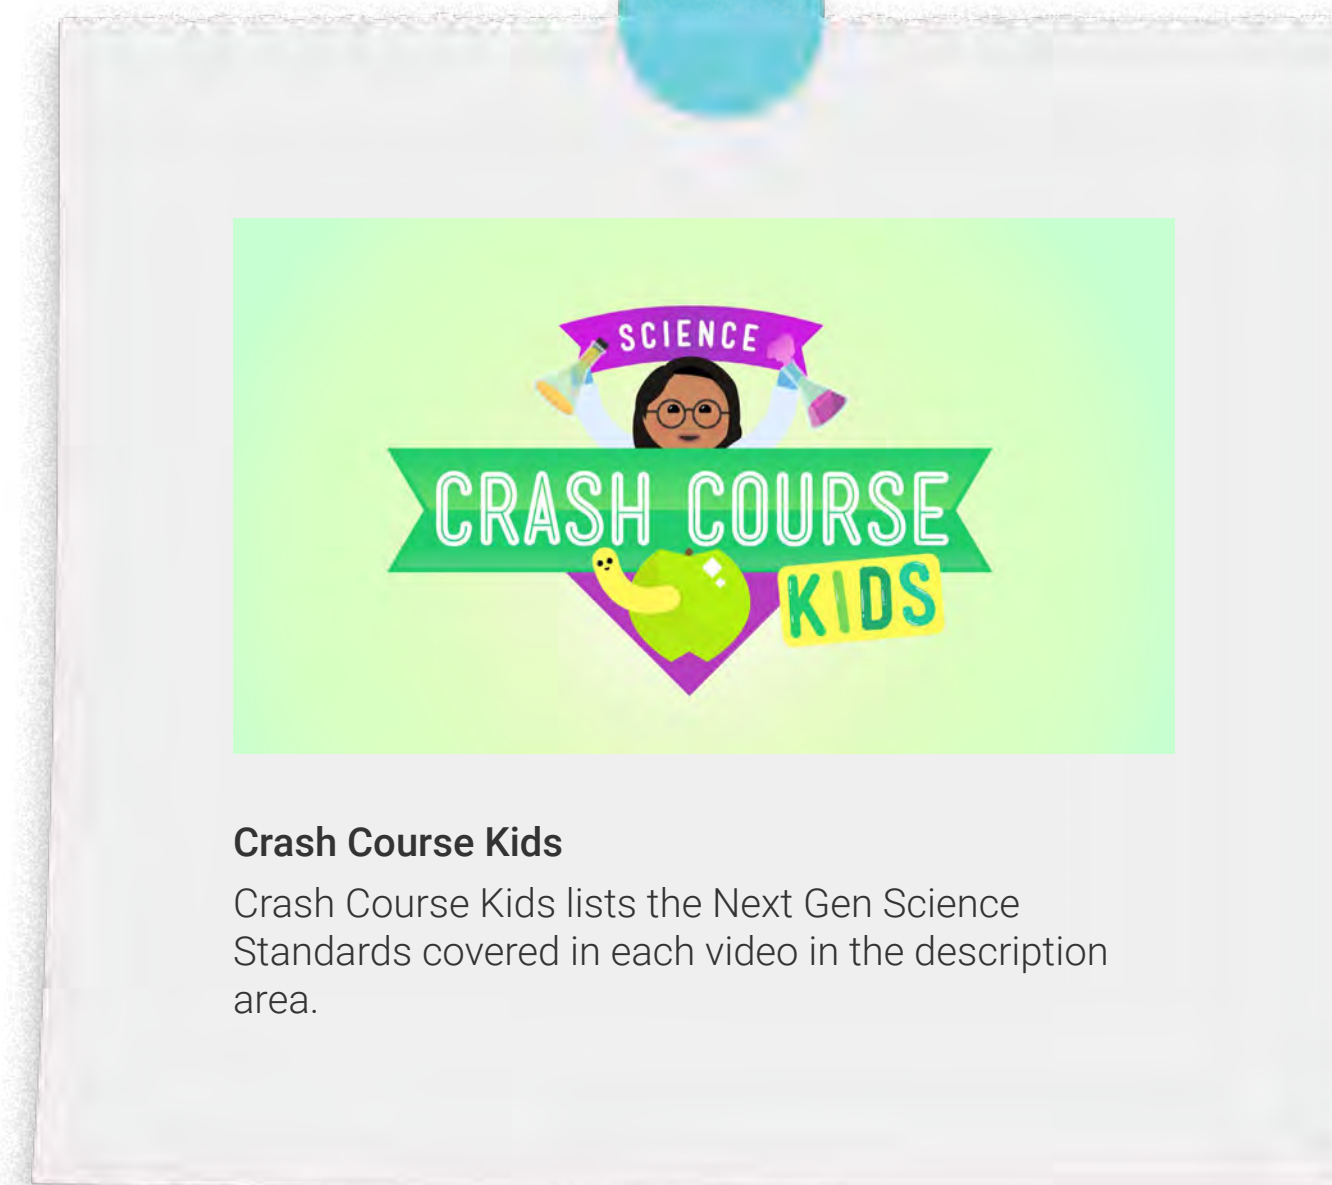 SCIENCE
CRASH COURSE
KIDS
Crash Course Kids
Crash Course Kids lists the Next Gen Science
Standards covered in each video in the description
area.